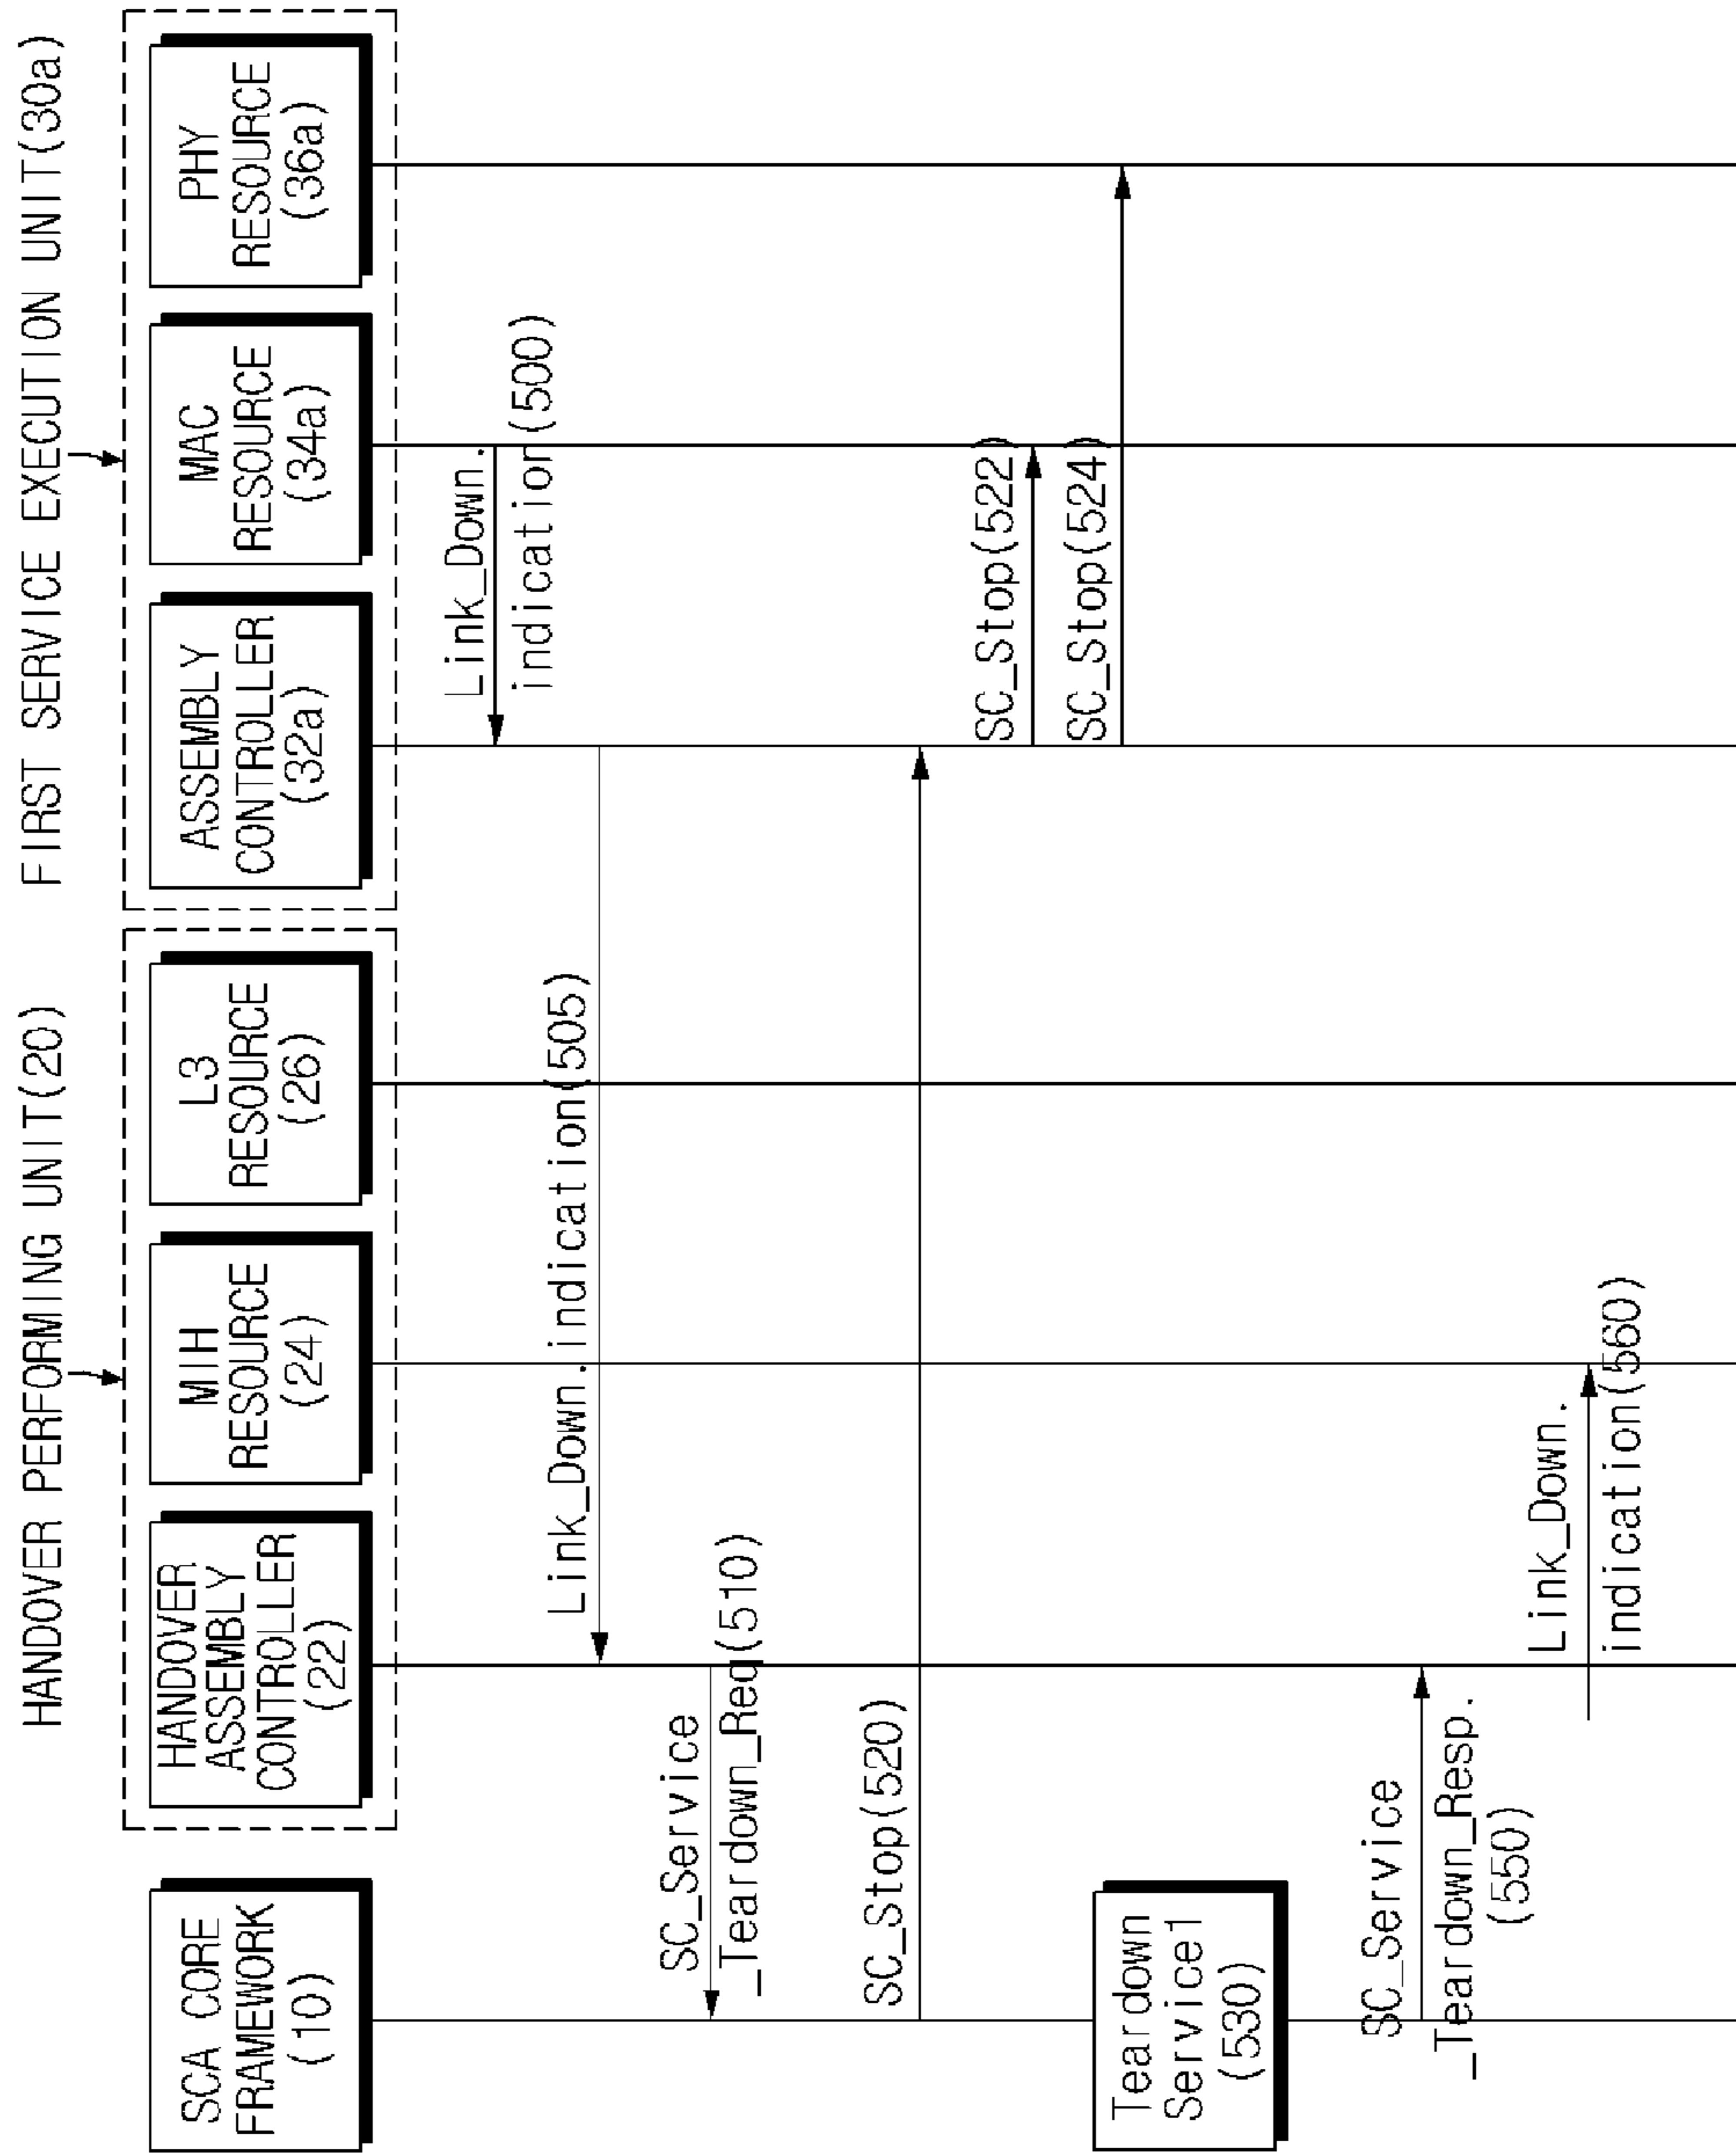 HANDOVER PERFORMING UNIT(20)
FIRST SERVICE EXECUTION UNIT(30a)
SCA CORE
FRAMEWORK
(10)
HANDOVER
ASSEMBLY
CONTROLLER
(22)
MIH
RESOURCE
(24)
L3
RESOURCE
(26)
ASSEMBLY
CONTROLLER
(32a)
MAC
RESOURCE
(34a)
PHY
RESOURCE
(36a)
Link_Down.
indication(500)
Link_Down.indication(505)
SC_Service
_Teardown_Req(510)
SC_Stop(520)
SC_Stop(522)
SC_Stop(524)
Teardown
Service1
(530)
SC_Service
_Teardown_Resp.
(550)
Link_Down.
indication(560)